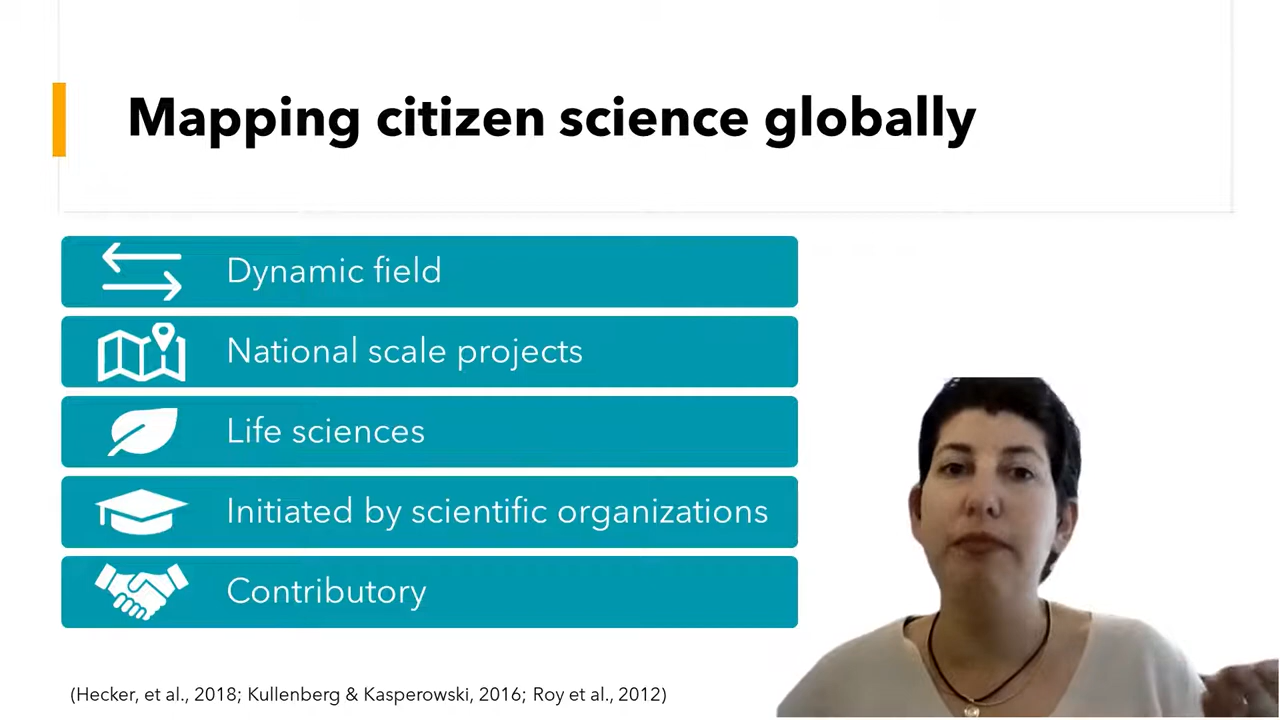 Mapping citizen science globally
Dynamic field
National scale projects
Life sciences
Initiated by scientific organizations
Contributory
(Hecker, et al., 2018; Kullenberg & Kasperowski, 2016; Roy et al., 2012)